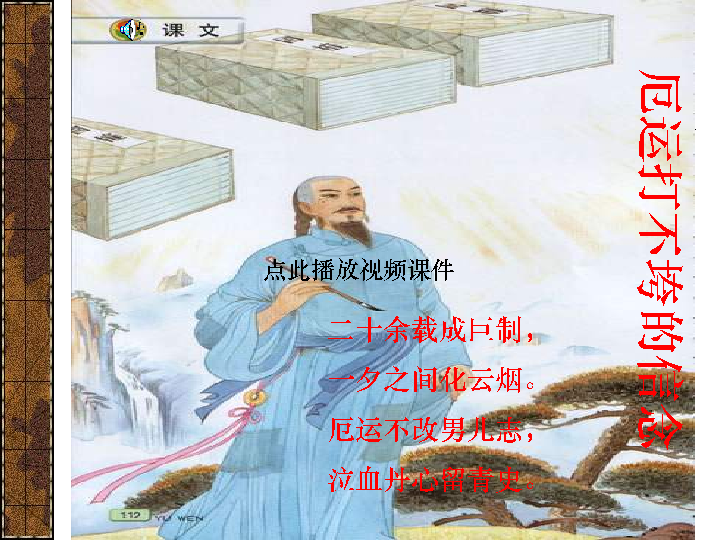 课 文
厄运打不垮的信念
点此播放视频课件
二十余载成巨制，
一夕之间化云烟。
厄运不改男儿志，
泣血丹心留青史。
112 YU WEN